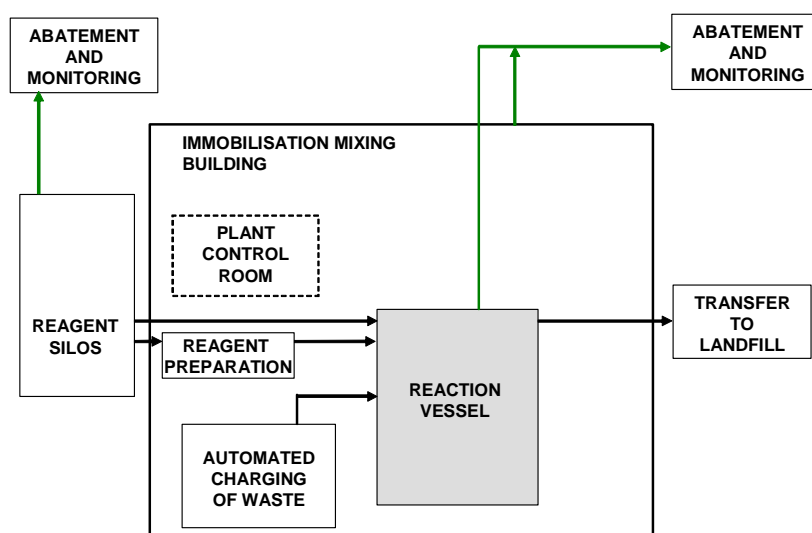 ABATEMENT
AND
MONITORING
ABATEMENT
AND
MONITORING
IMMOBILISATION MIXING
BUILDING
PLANT
CONTROL
ROOM
REAGENT
SILOS
REAGENT
PREPARATION
REACTION
VESSEL
TRANSFER
TO
LANDFILL
AUTOMATED
CHARGING
OF WASTE